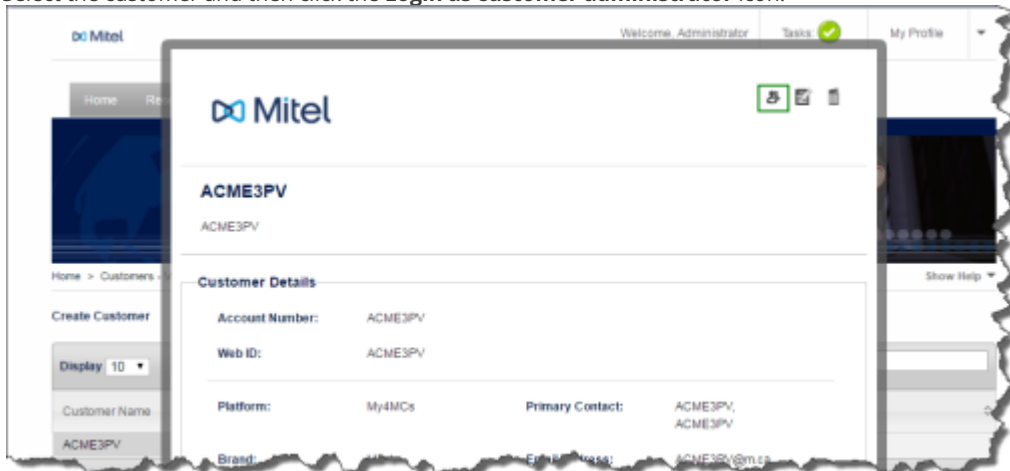 Select the customer and then click the Login as customer administrator icon.
Mitel
Welcome, Administrator
Tasks
My Profile
Home
Mitel
ACME3PV
ACME3PV
Home > Customers -
Show Help
Customer Details
Create Customer
Account Number: ACME3PV
Web ID: ACME3PV
Display 10
Platform: My4MCs
Primary Contact: ACME3PV,
ACME3PV
Customer Name
ACME3PV
Brand: